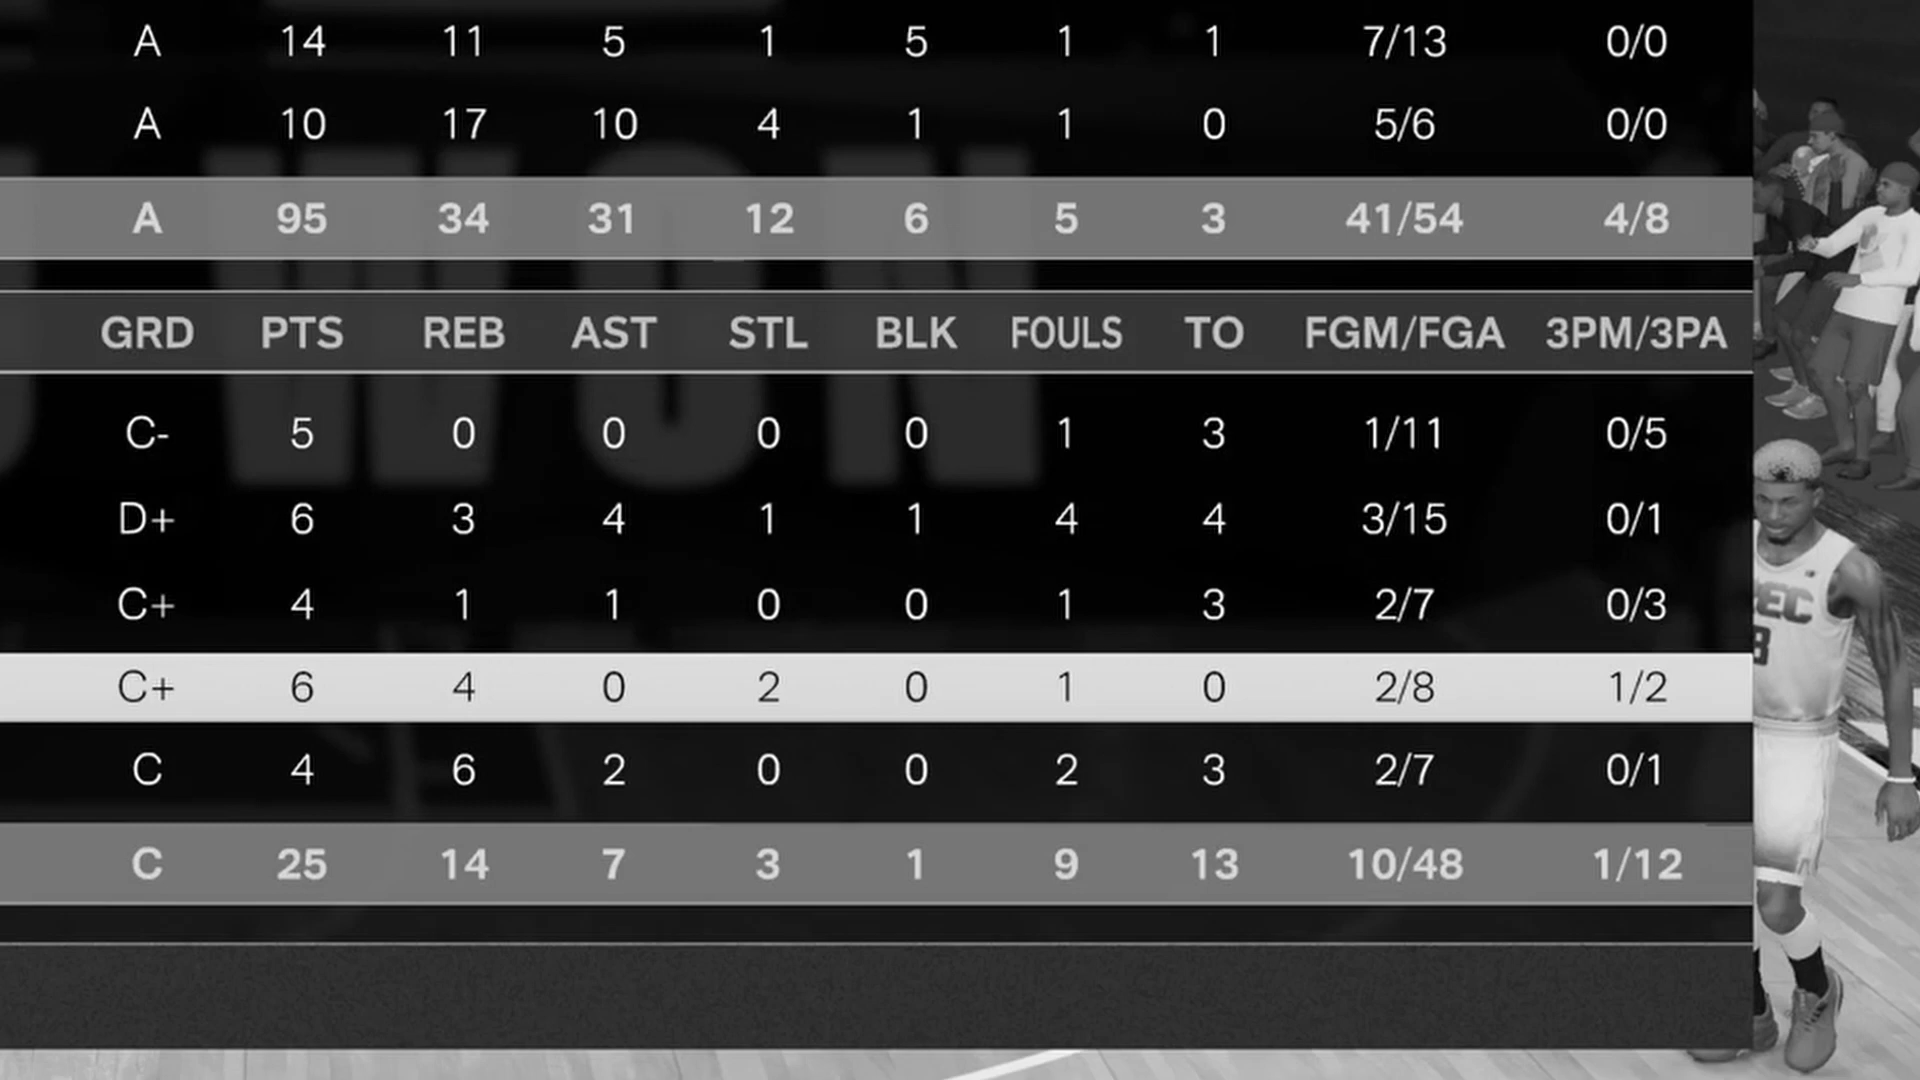 A 14 11 5 1 5 1 1 7/13 0/0
A 10 17 10 4 1 1 0 5/6 0/0
A 95 34 31 12 6 5 3 41/54 4/8
GRD PTS REB AST STL BLK FOULS TO FGM/FGA 3PM/3PA
C- 5 0 0 0 0 1 3 1/11 0/5
D+ 6 3 4 1 1 4 4 3/15 0/1
C+ 4 1 1 0 0 1 3 2/7 0/3
C+ 6 4 0 2 0 1 0 2/8 1/2
C 4 6 2 0 0 2 3 2/7 0/1
C 25 14 7 3 1 9 13 10/48 1/12
WON
EC
8